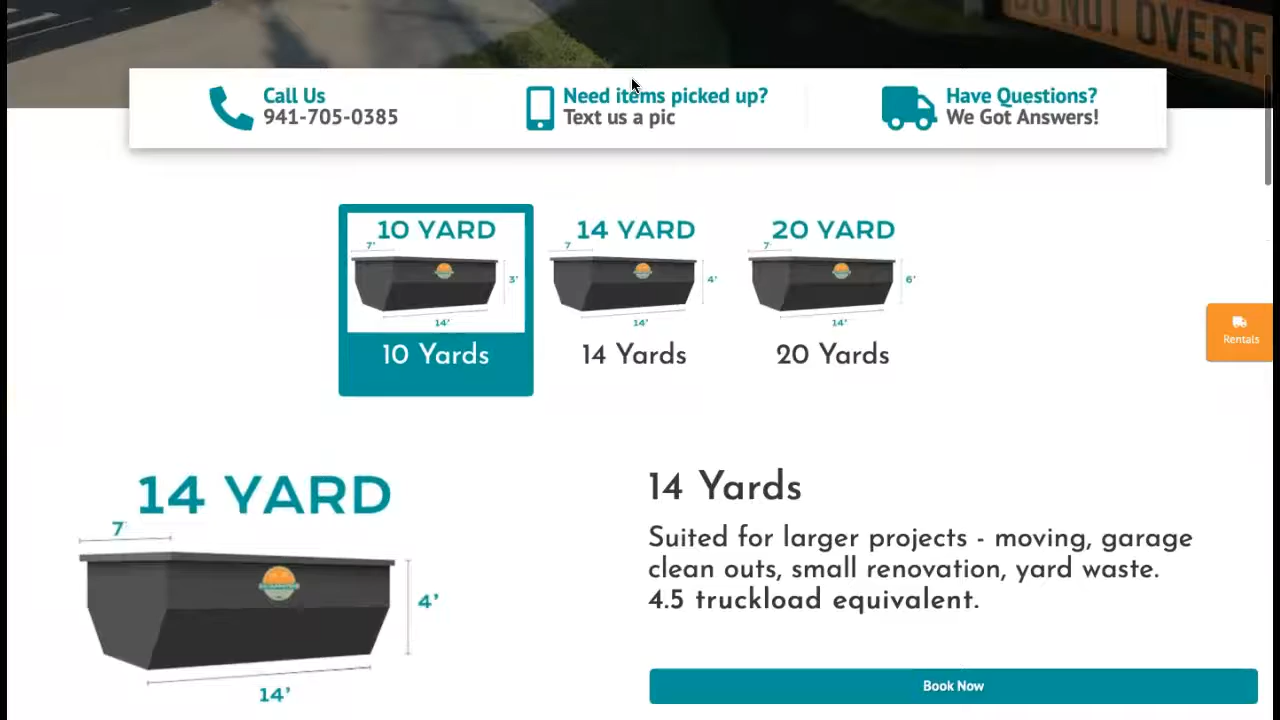 DO NOT OVERF
Call Us
941-705-0385
Need items picked up?
Text us a pic
Have Questions?
We Got Answers!
10 YARD
7'
3'
14'
10 Yards
14 YARD
7
4'
14'
14 Yards
20 YARD
7'
6'
14'
20 Yards
Rentals
14 YARD
7'
4'
14'
14 Yards
Suited for larger projects - moving, garage
clean outs, small renovation, yard waste.
4.5 truckload equivalent.
Book Now